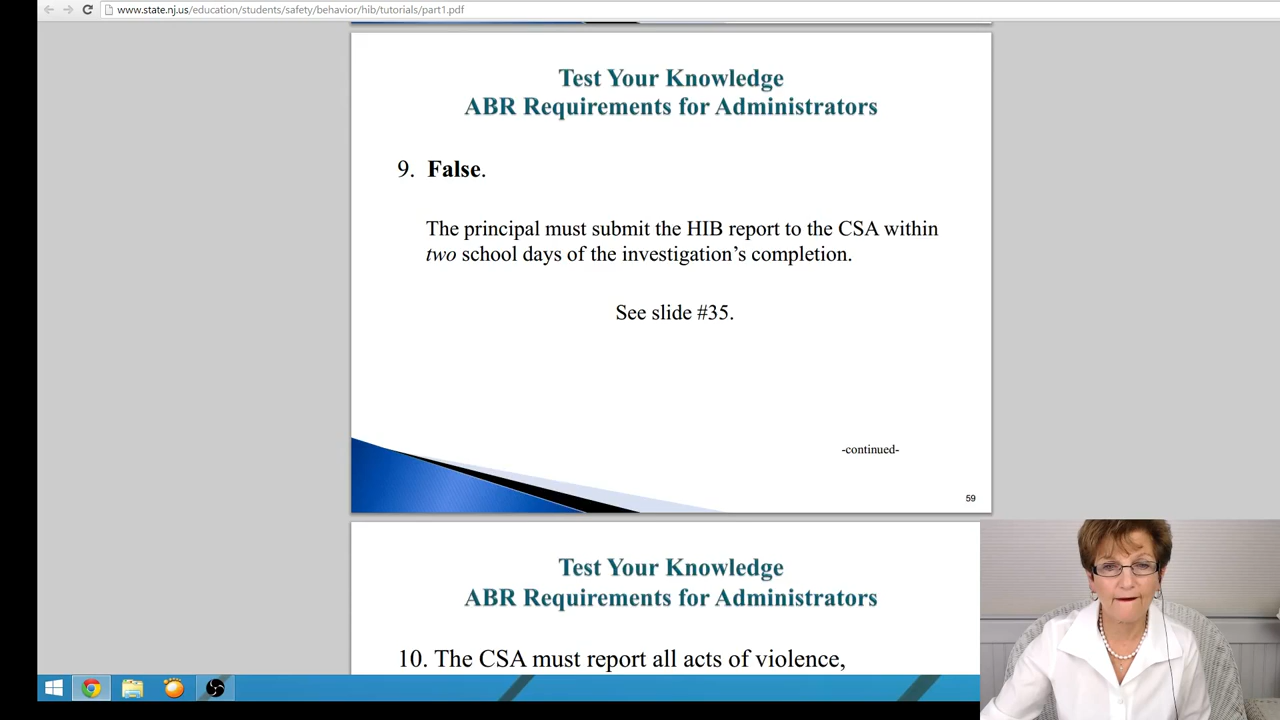 www.state.nj.us/education/students/safety/behavior/hib/tutorials/part1.pdf
Test Your Knowledge
ABR Requirements for Administrators
9. False.
The principal must submit the HIB report to the CSA within
two school days of the investigation's completion.
See slide #35.
-continued-
59
Test Your Knowledge
ABR Requirements for Administrators
10. The CSA must report all acts of violence,